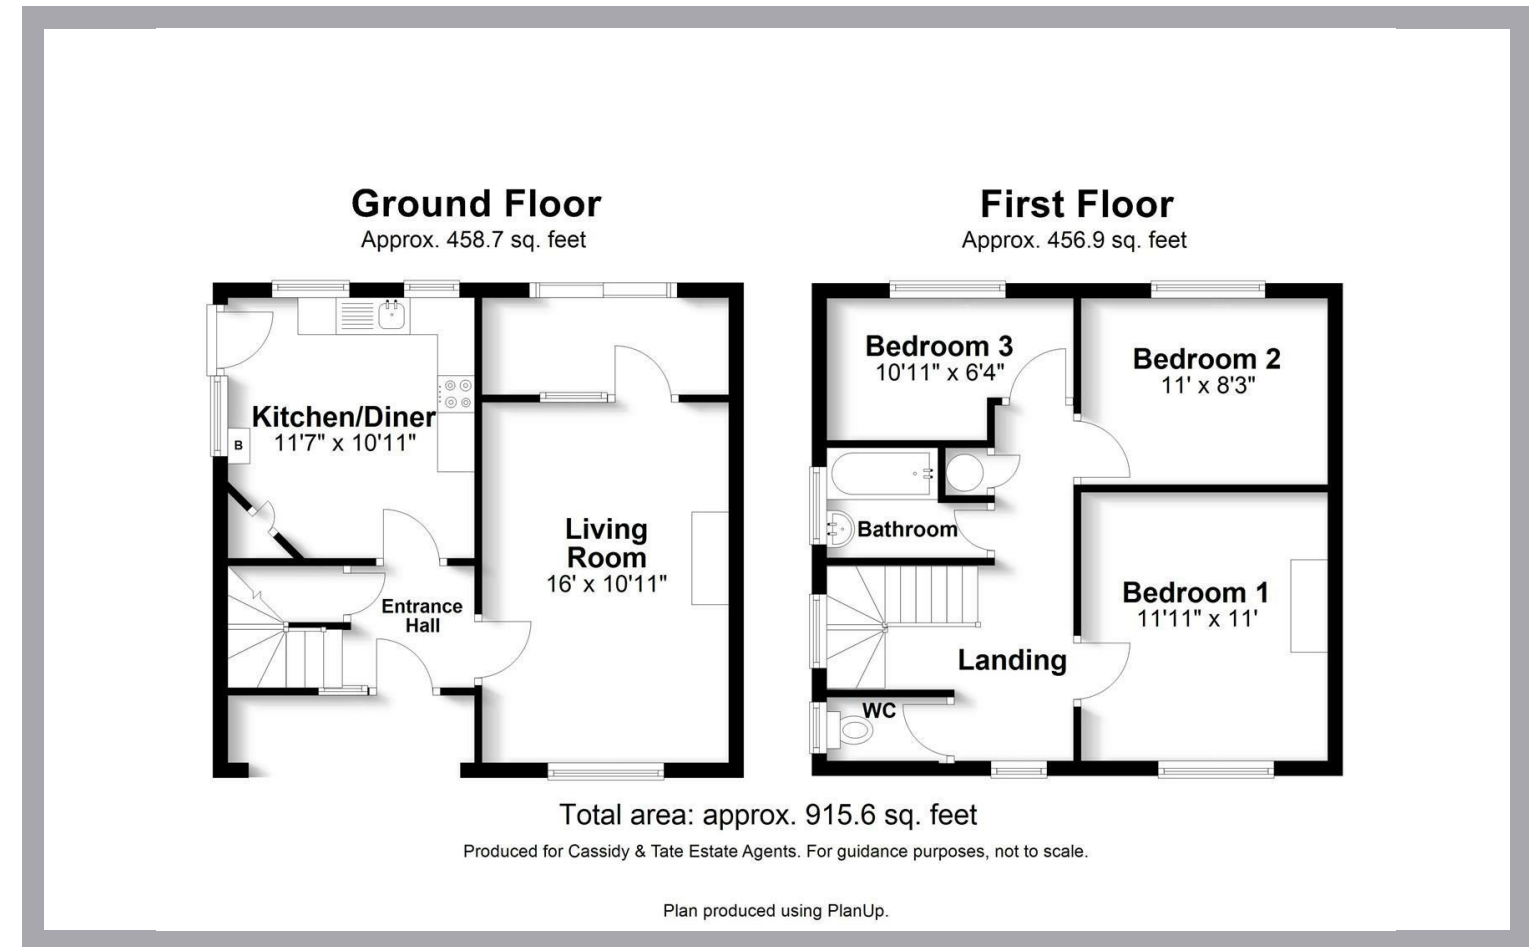 Ground Floor
Approx. 458.7 sq. feet
First Floor
Approx. 456.9 sq. feet
Kitchen/Diner
11'7" x 10'11"
B
Living
Room
16' x 10'11"
Entrance
Hall
Bedroom 3
10'11" x 6'4"
Bedroom 2
11' x 8'3"
Bathroom
Bedroom 1
11'11" x 11'
Landing
WC
Total area: approx. 915.6 sq. feet
Produced for Cassidy & Tate Estate Agents. For guidance purposes, not to scale.
Plan produced using PlanUp.